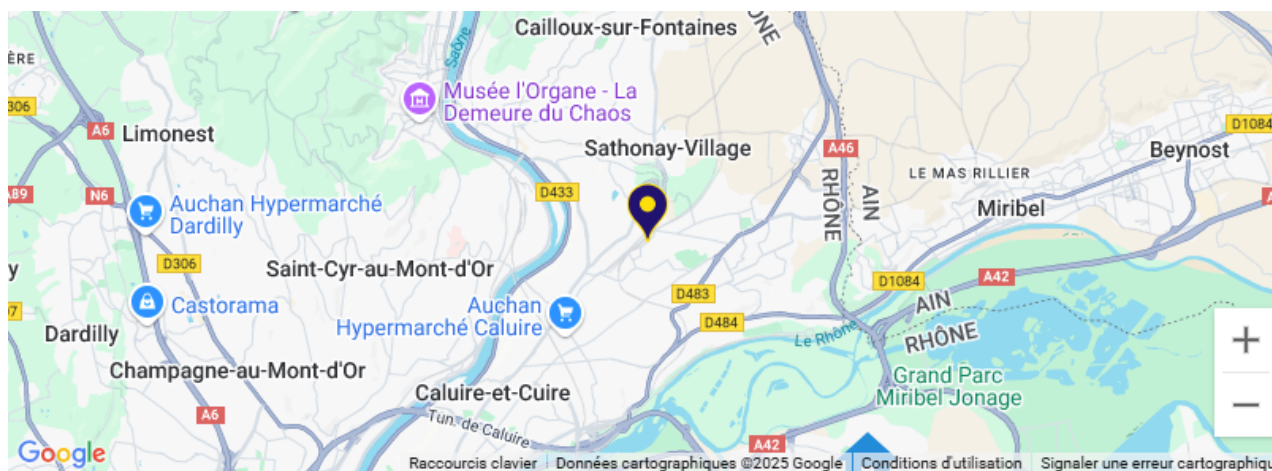 Cailloux-sur-Fontaines
RHÔNE
ÈRE
Saône
306
Musée l'Organe - La
Demeure du Chaos
A6
Limonest
Sathonay-Village
A46
D1084
Beynost
LE MAS RILLIER
A89
N6
D433
Auchan Hypermarché
Dardilly
RHÔNE
AIN
Miribel
D306
Saint-Cyr-au-Mont-d'Or
D1084
A42
Castorama
D483
Auchan
Hypermarché Caluire
D484
AIN
RHÔNE
Le Rhône
Dardilly
Champagne-au-Mont-d'Or
Grand Parc
Miribel Jonage
Caluire-et-Cuire
A6
Tun. de Caluire
A42
+
−
Google
Raccourcis clavier
Données cartographiques ©2025 Google
Conditions d'utilisation
Signaler une erreur cartographiqu